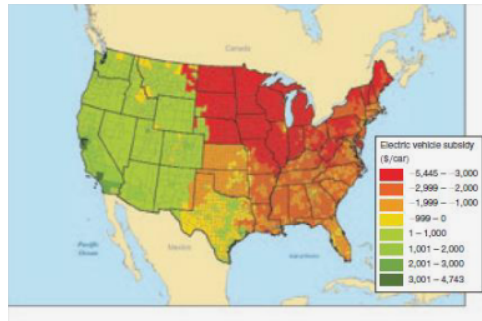 Canada
Electric vehicle subsidy
($/car)
−5,445 – −3,000
−2,999 – −2,000
−1,999 – −1,000
−999 – 0
1 – 1,000
1,001 – 2,000
2,001 – 3,000
3,001 – 4,743
Pacific
Ocean
Mexico